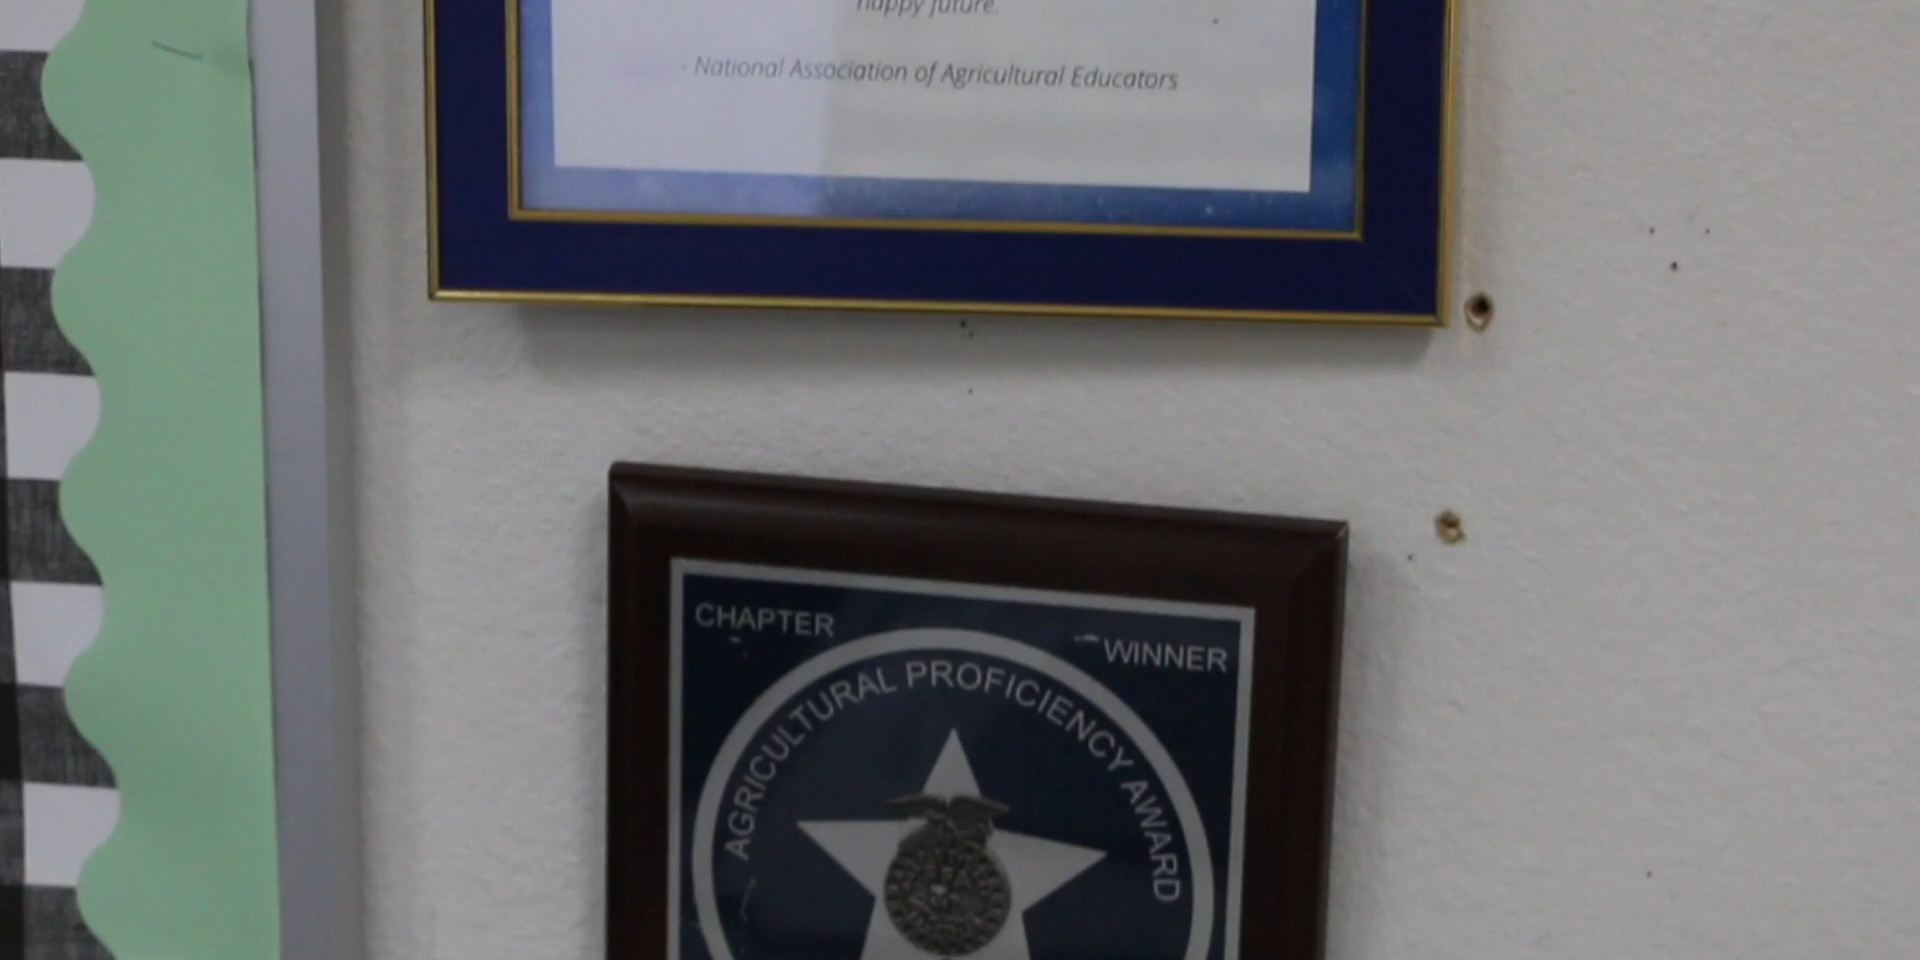 happy future.
- National Association of Agricultural Educators
CHAPTER
WINNER
AGRICULTURAL PROFICIENCY AWARD